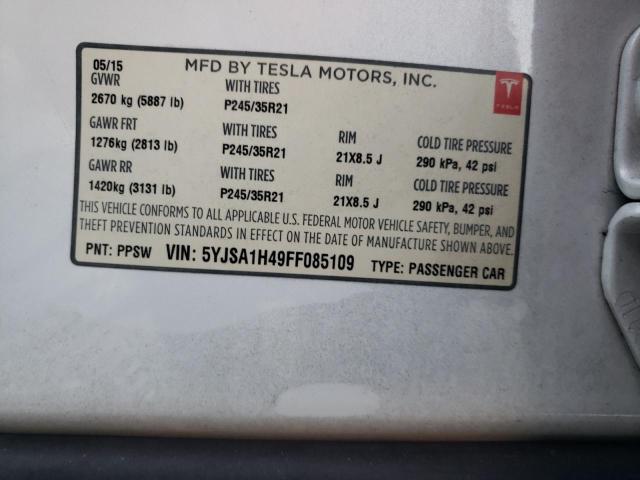 05/15 MFD BY TESLA MOTORS, INC.
GVWR WITH TIRES
2670 kg (5887 lb) P245/35R21
TESLA
GAWR FRT WITH TIRES RIM COLD TIRE PRESSURE
1276kg (2813 lb) P245/35R21 21X8.5 J 290 kPa, 42 psi
GAWR RR WITH TIRES RIM COLD TIRE PRESSURE
1420kg (3131 lb) P245/35R21 21X8.5 J 290 kPa, 42 psi
THIS VEHICLE CONFORMS TO ALL APPLICABLE U.S. FEDERAL MOTOR VEHICLE SAFETY, BUMPER, AND
THEFT PREVENTION STANDARDS IN EFFECT ON THE DATE OF MANUFACTURE SHOWN ABOVE.
PNT: PPSW VIN: 5YJSA1H49FF085109 TYPE: PASSENGER CAR